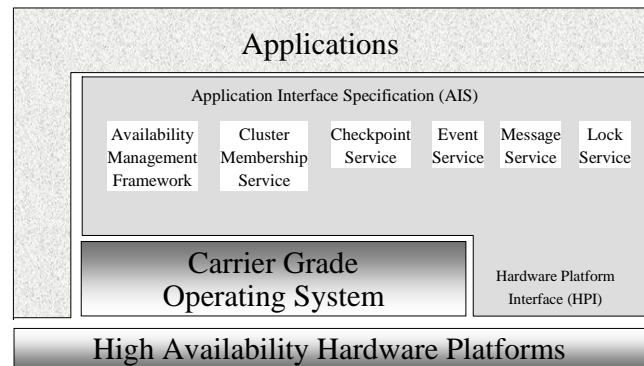 Applications
Application Interface Specification (AIS)
Availability
Management
Framework
Cluster
Membership
Service
Checkpoint
Service
Event
Service
Message
Service
Lock
Service
Carrier Grade
Operating System
Hardware Platform
Interface (HPI)
High Availability Hardware Platforms